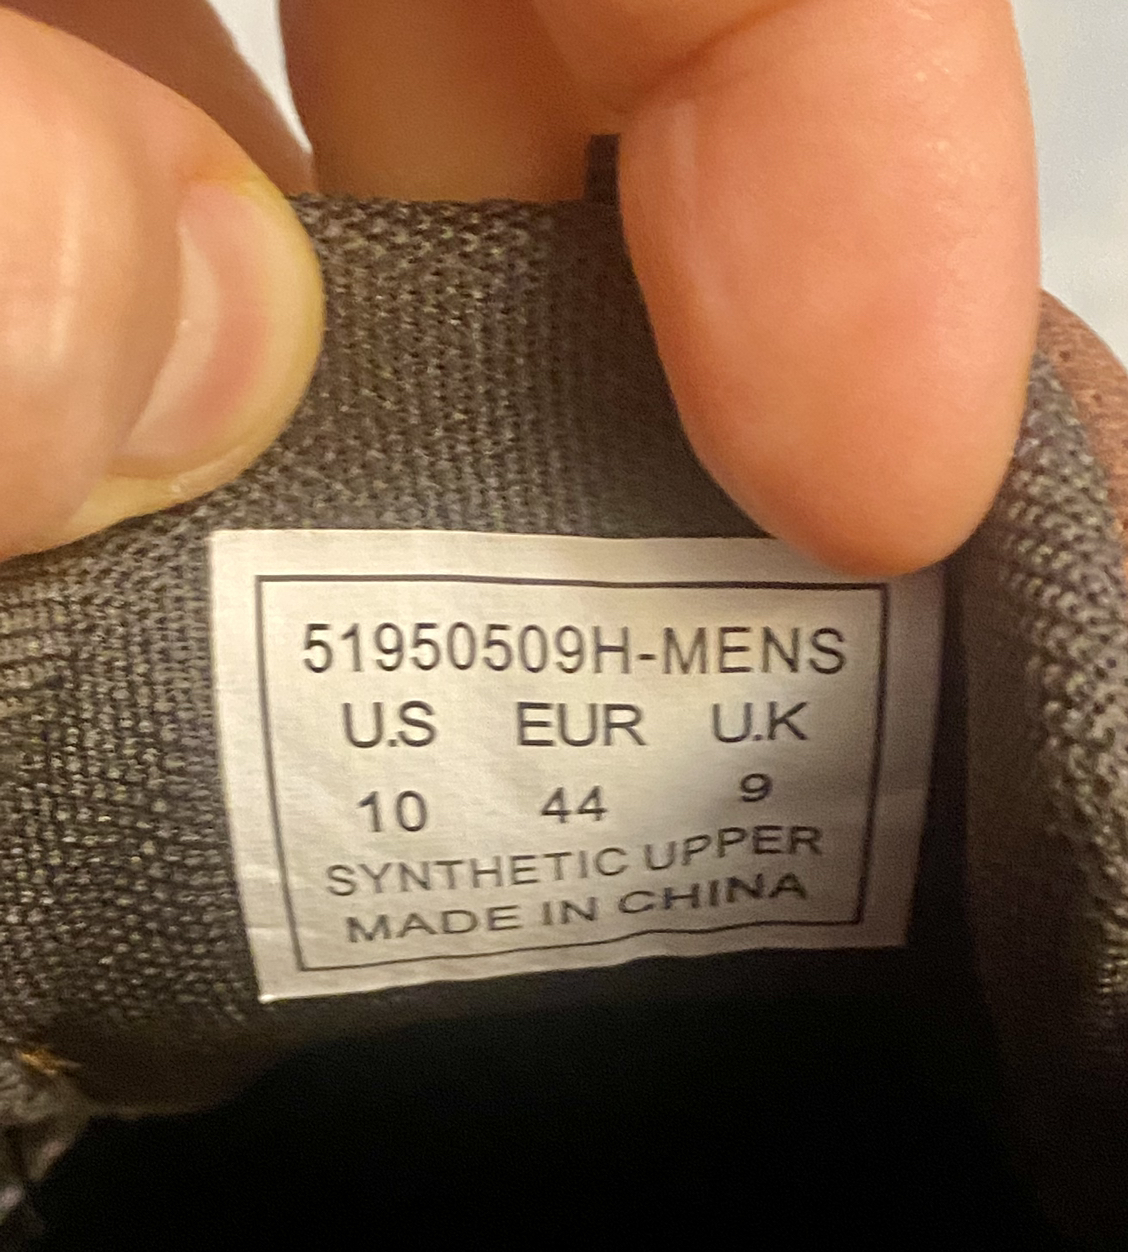 51950509H-MENS
U.S EUR U.K
10 44 9
SYNTHETIC UPPER
MADE IN CHINA